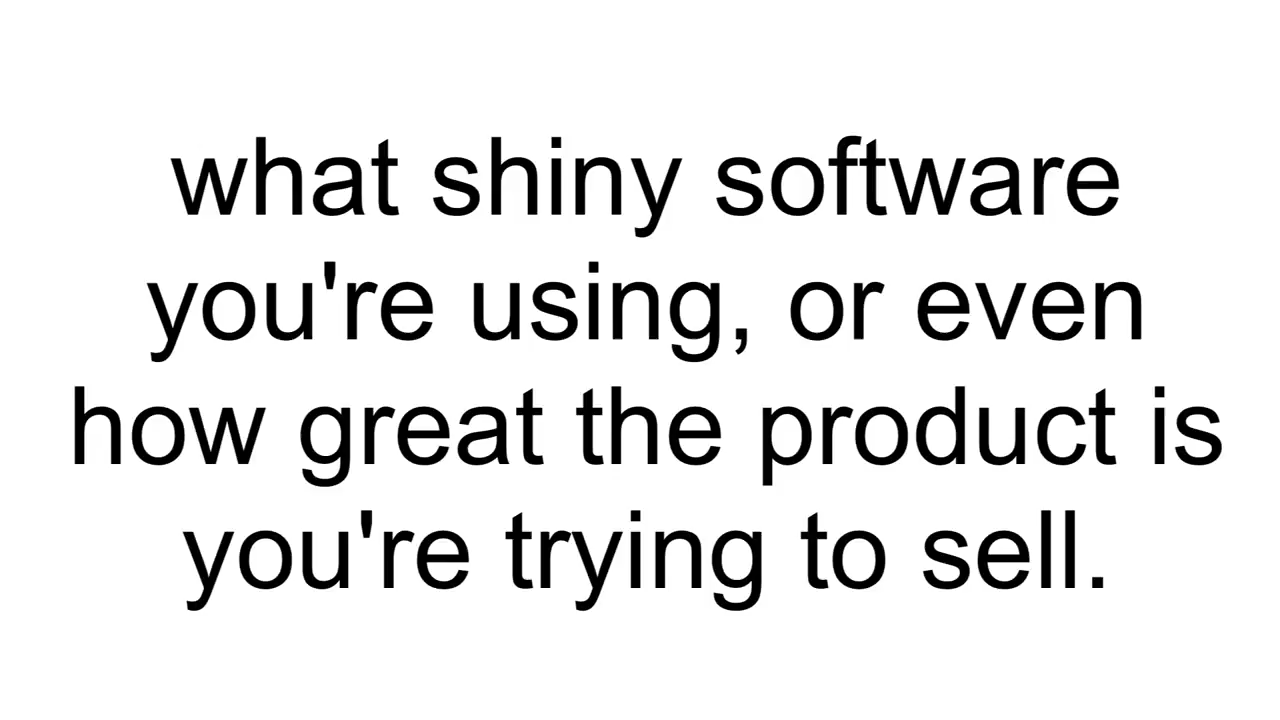 what shiny software
you're using, or even
how great the product is
you're trying to sell.